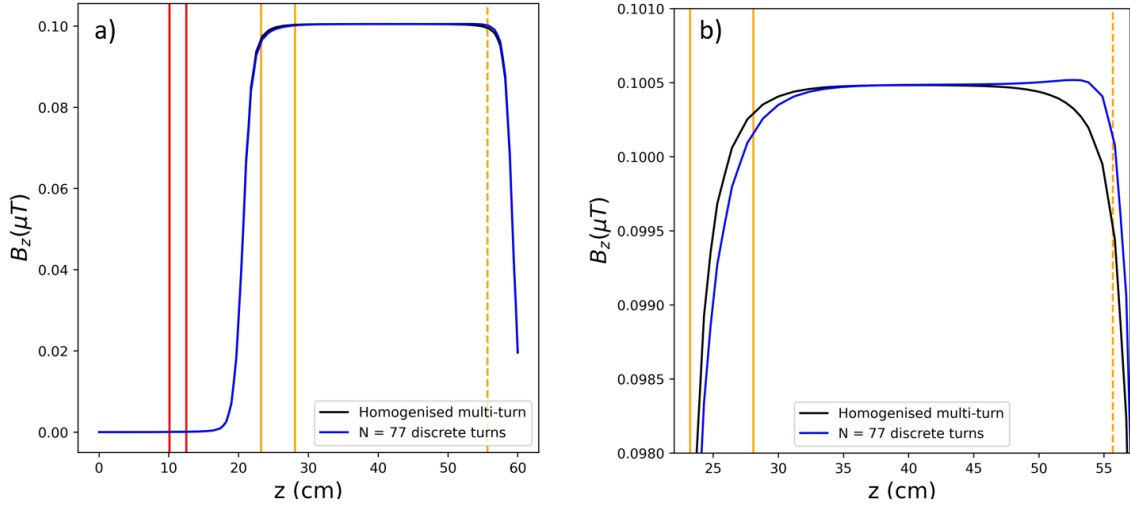 a)
0.10
0.08
0.06
0.04
0.02
0.00
B_z(μT)
Homogenised multi-turn
N = 77 discrete turns
0
10
20
30
40
50
60
z (cm)
b)
0.1010
0.1005
0.1000
0.0995
0.0990
0.0985
0.0980
B_z(μT)
Homogenised multi-turn
N = 77 discrete turns
25
30
35
40
45
50
55
z (cm)